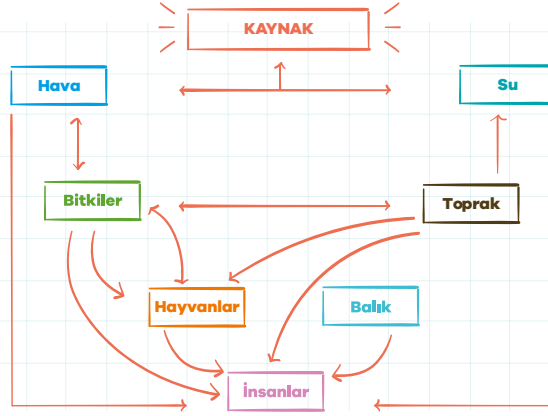 KAYNAK
Hava
Su
Bitkiler
Toprak
Hayvanlar
Balık
İnsanlar